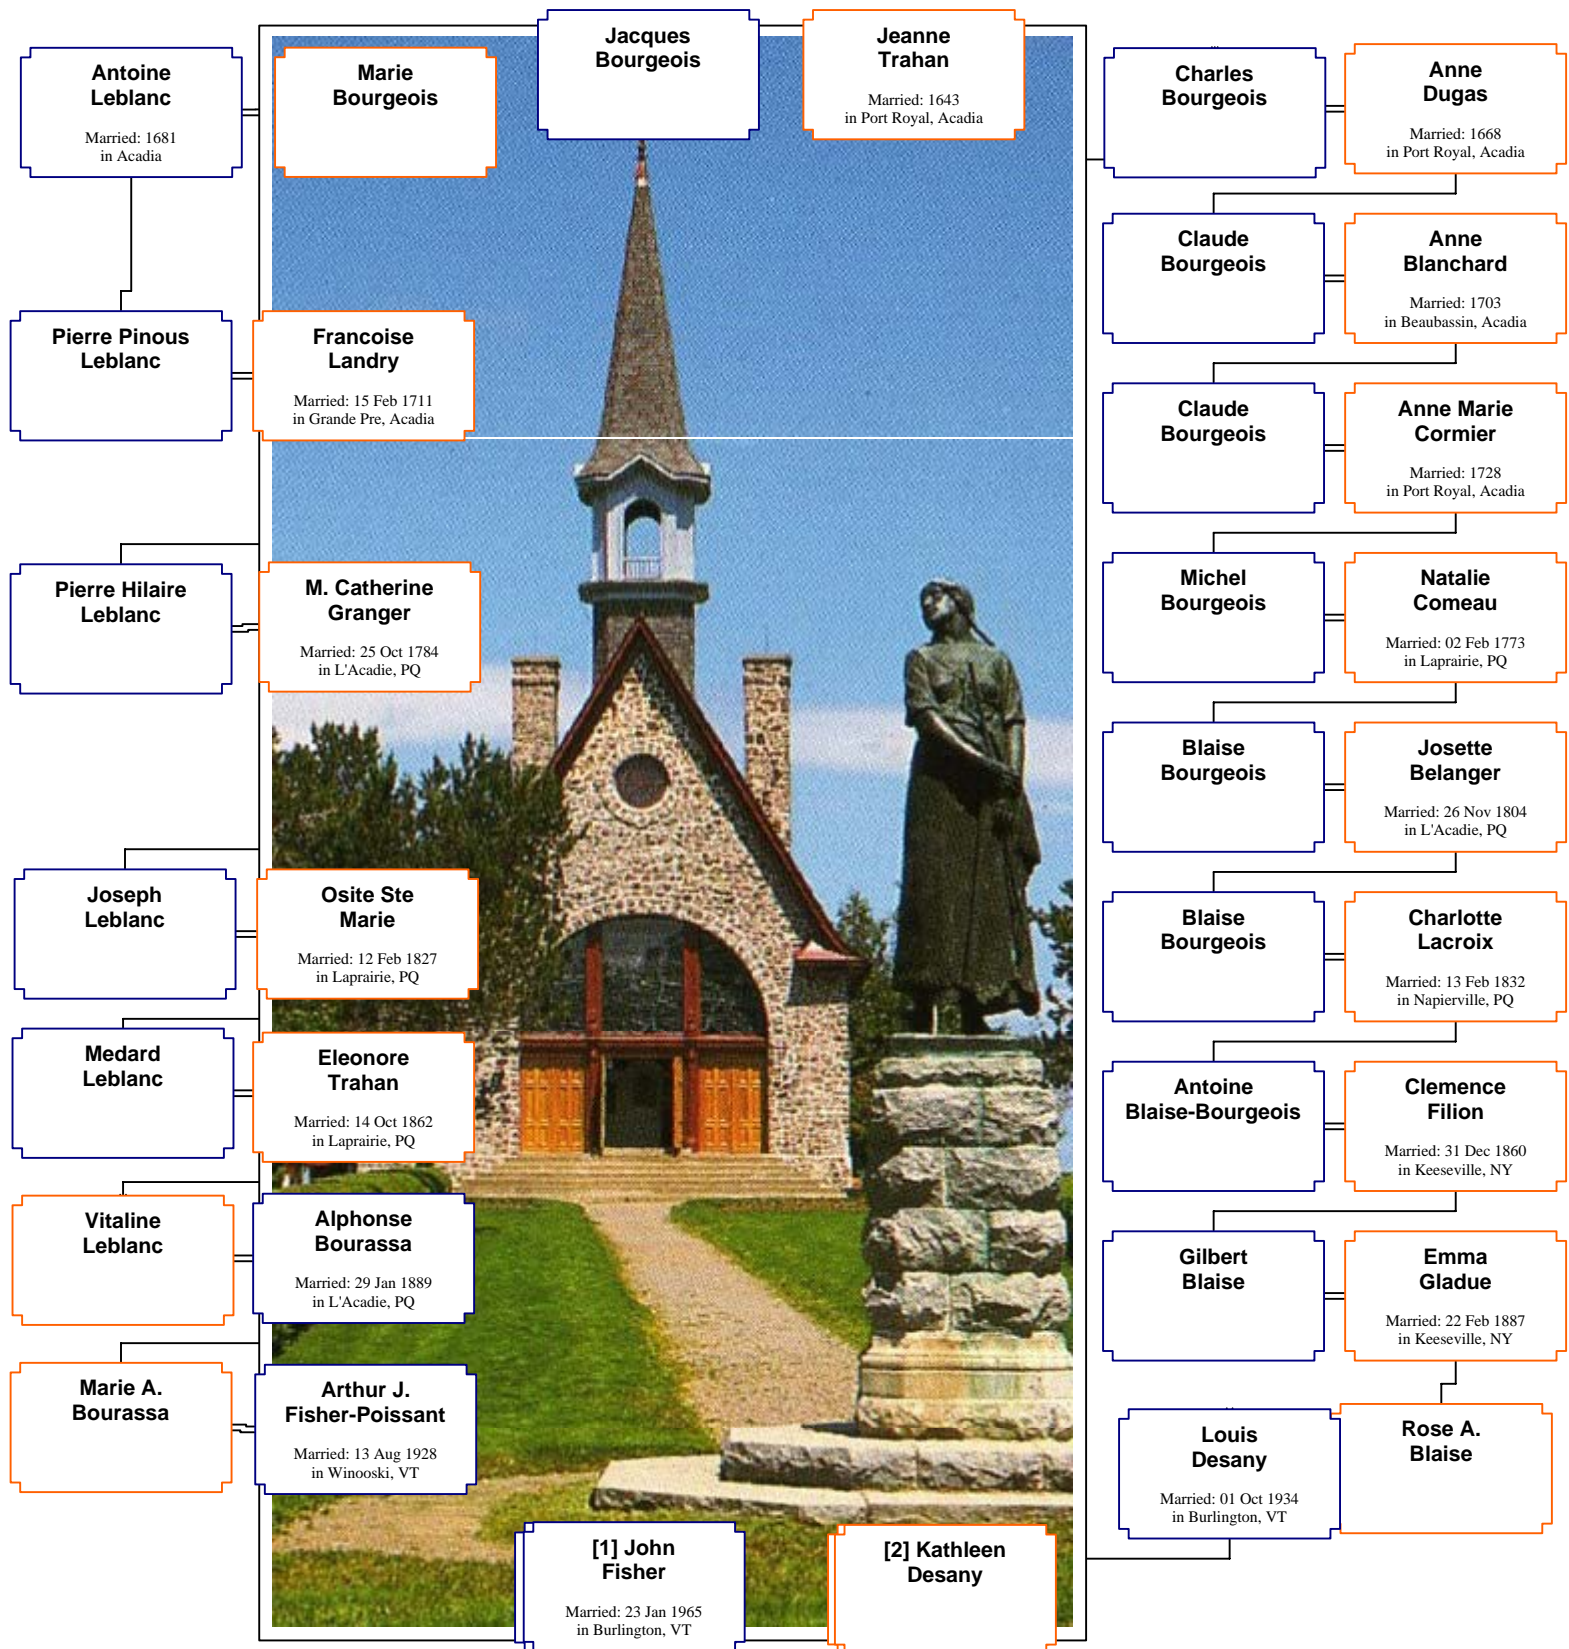 Jacques
Bourgeois
Jeanne
Trahan
Married: 1643
in Port Royal, Acadia
Antoine
Leblanc
Married: 1681
in Acadia
Marie
Bourgeois
Pierre Pinous
Leblanc
Francoise
Landry
Married: 15 Feb 1711
in Grande Pre, Acadia
Pierre Hilaire
Leblanc
M. Catherine
Granger
Married: 25 Oct 1784
in L'Acadie, PQ
Joseph
Leblanc
Osite Ste
Marie
Married: 12 Feb 1827
in Laprairie, PQ
Medard
Leblanc
Eleonore
Trahan
Married: 14 Oct 1862
in Laprairie, PQ
Vitaline
Leblanc
Alphonse
Bourassa
Married: 29 Jan 1889
in L'Acadie, PQ
Marie A.
Bourassa
Arthur J.
Fisher-Poissant
Married: 13 Aug 1928
in Winooski, VT
Charles
Bourgeois
Anne
Dugas
Married: 1668
in Port Royal, Acadia
Claude
Bourgeois
Anne
Blanchard
Married: 1703
in Beaubassin, Acadia
Claude
Bourgeois
Anne Marie
Cormier
Married: 1728
in Port Royal, Acadia
Michel
Bourgeois
Natalie
Comeau
Married: 02 Feb 1773
in Laprairie, PQ
Blaise
Bourgeois
Josette
Belanger
Married: 26 Nov 1804
in L'Acadie, PQ
Blaise
Bourgeois
Charlotte
Lacroix
Married: 13 Feb 1832
in Napierville, PQ
Antoine
Blaise-Bourgeois
Clemence
Filion
Married: 31 Dec 1860
in Keeseville, NY
Gilbert
Blaise
Emma
Gladue
Married: 22 Feb 1887
in Keeseville, NY
Louis
Desany
Married: 01 Oct 1934
in Burlington, VT
Rose A.
Blaise
[1] John
Fisher
Married: 23 Jan 1965
in Burlington, VT
[2] Kathleen
Desany